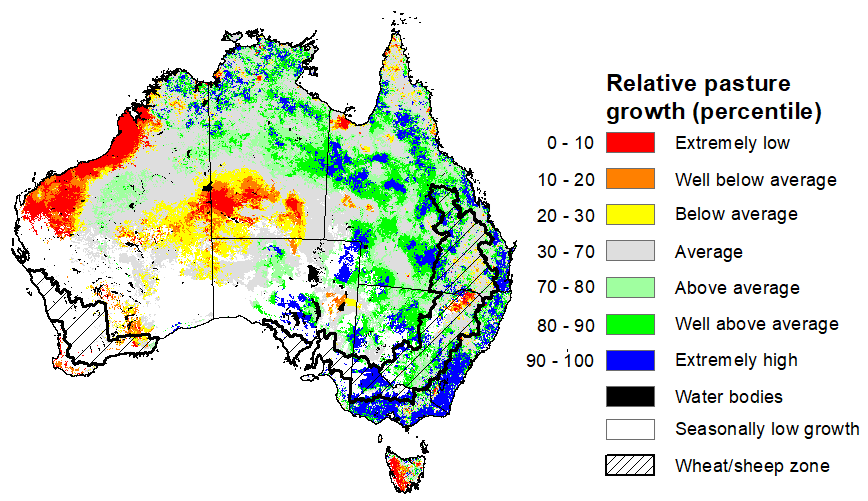 Relative pasture
growth (percentile)
0 - 10 Extremely low
10 - 20 Well below average
20 - 30 Below average
30 - 70 Average
70 - 80 Above average
80 - 90 Well above average
90 - 100 Extremely high
Water bodies
Seasonally low growth
Wheat/sheep zone